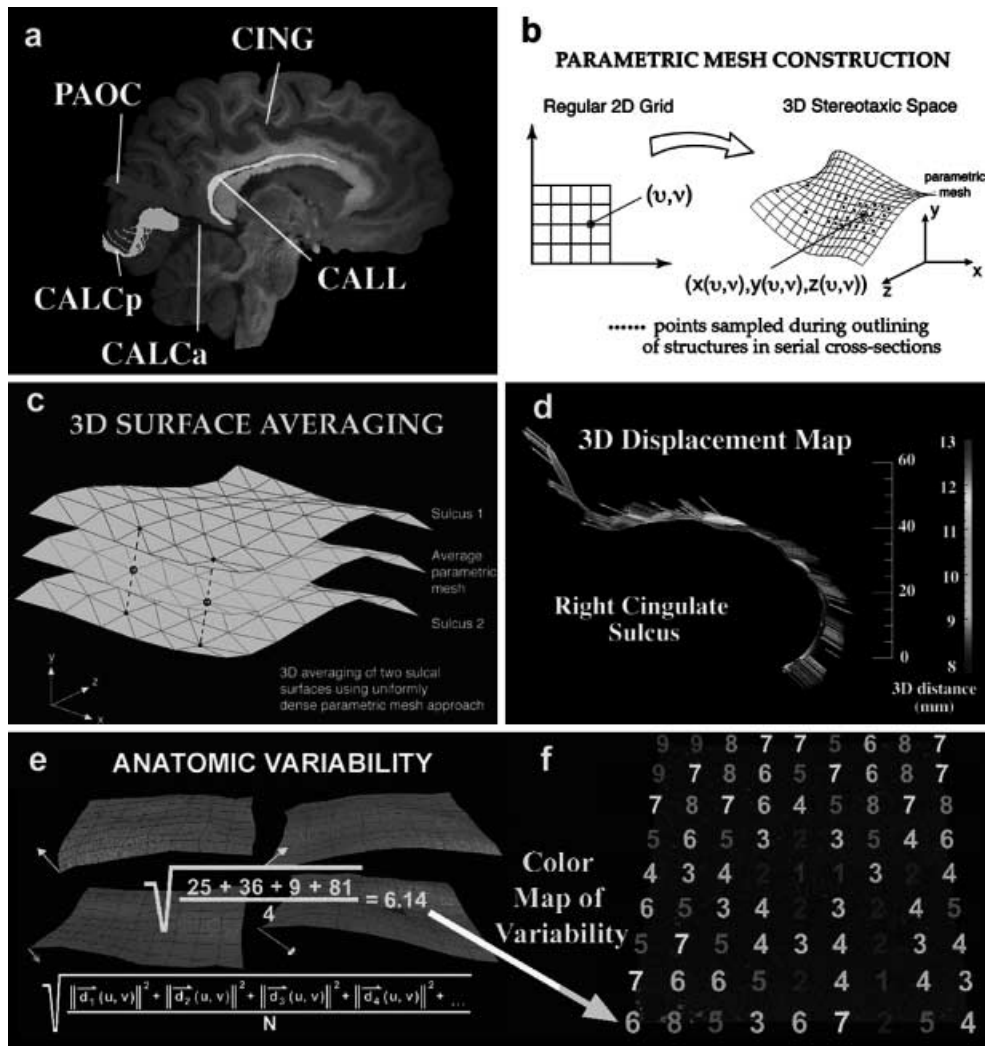 a
CING
PAOC
CALL
CALCp
CALCa
b
PARAMETRIC MESH CONSTRUCTION
Regular 2D Grid
3D Stereotaxic Space
(υ,ν)
parametric
mesh
y
x
z
(x(υ,ν),y(υ,ν),z(υ,ν))
•••••• points sampled during outlining
of structures in serial cross-sections
c
3D SURFACE AVERAGING
Sulcus 1
Average
parametric
mesh
Sulcus 2
y
z
x
3D averaging of two sulcal
surfaces using uniformly
dense parametric mesh approach
d
3D Displacement Map
Right Cingulate
Sulcus
60
40
20
0
13
12
11
10
9
8
3D distance
(mm)
e
ANATOMIC VARIABILITY
√ 25 + 36 + 9 + 81
4
= 6.14
√ ||d₁(u, v)||² + ||d₂(u, v)||² + ||d₃(u, v)||² + ||d₄(u, v)||² + ...
N
f
Color
Map of
Variability
9 9 8 7 7 5 6 8 7
9 7 8 6 5 7 6 8 7
7 8 7 6 4 5 8 7 8
5 6 5 3 2 3 5 4 6
4 3 4 2 1 1 3 2 4
6 5 3 4 2 3 2 4 5
5 7 5 4 3 4 2 3 4
7 6 6 5 2 4 1 4 3
6 8 5 3 6 7 2 5 4